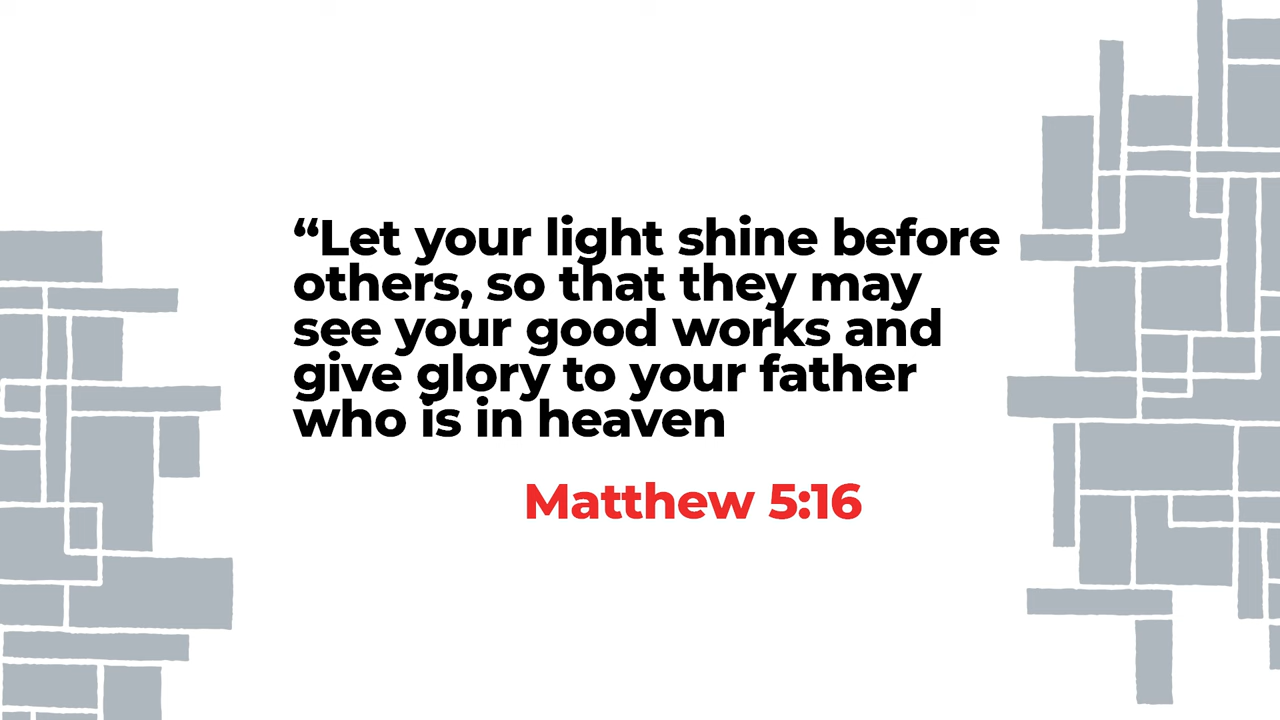 “Let your light shine before
others, so that they may
see your good works and
give glory to your father
who is in heaven
Matthew 5:16